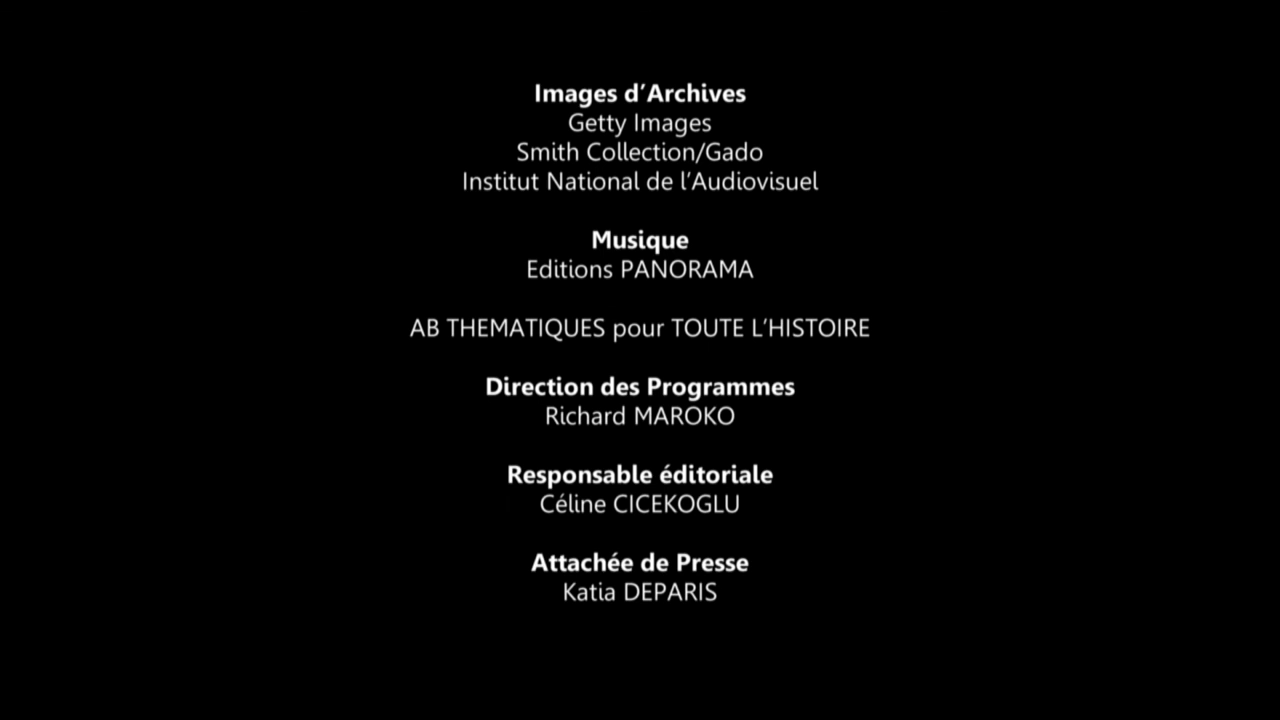 Images d’Archives
Getty Images
Smith Collection/Gado
Institut National de l’Audiovisuel
Musique
Editions PANORAMA
AB THEMATIQUES pour TOUTE L’HISTOIRE
Direction des Programmes
Richard MAROKO
Responsable éditoriale
Céline CICEKOGLU
Attachée de Presse
Katia DEPARIS